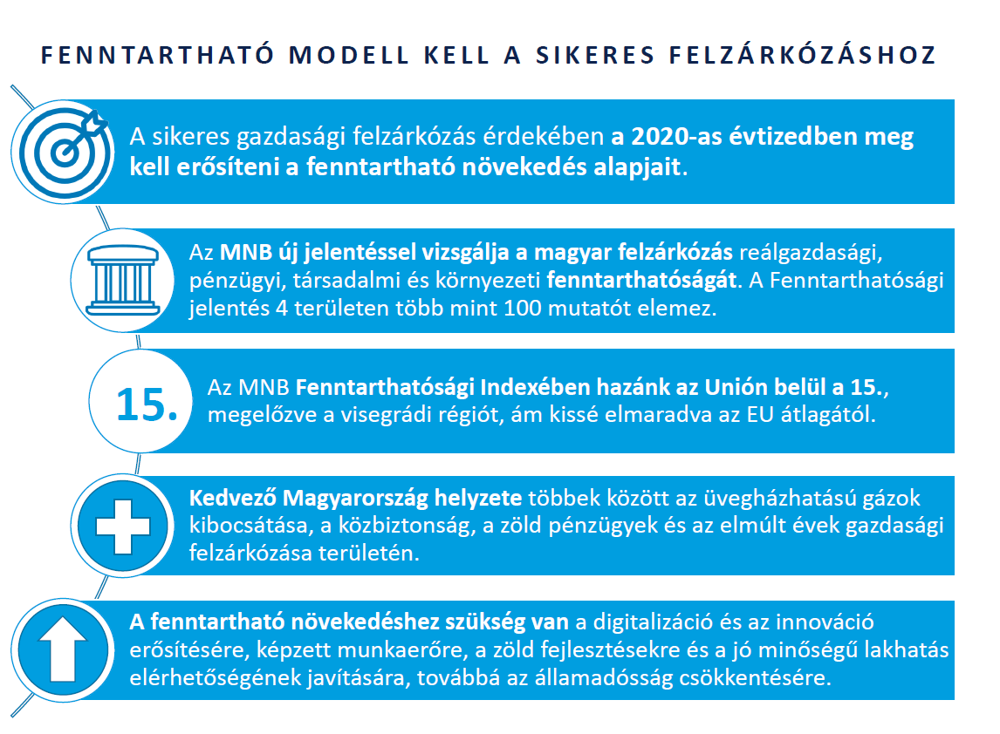 FENNTARTHATÓ MODELL KELL A SIKERES FELZÁRKÓZÁSHOZ
A sikeres gazdasági felzárkózás érdekében a 2020-as évtizedben meg
kell erősíteni a fenntartható növekedés alapjait.
Az MNB új jelentéssel vizsgálja a magyar felzárkózás reálgazdasági,
pénzügyi, társadalmi és környezeti fenntarthatóságát. A Fenntarthatósági
jelentés 4 területen több mint 100 mutatót elemez.
15.
Az MNB Fenntarthatósági Indexében hazánk az Unión belül a 15.,
megelőzve a visegrádi régiót, ám kissé elmaradva az EU átlagától.
Kedvező Magyarország helyzete többek között az üvegházhatású gázok
kibocsátása, a közbiztonság, a zöld pénzügyek és az elmúlt évek gazdasági
felzárkózása területén.
A fenntartható növekedéshez szükség van a digitalizáció és az innováció
erősítésére, képzett munkaerőre, a zöld fejlesztésekre és a jó minőségű lakhatás
elérhetőségének javítására, továbbá az államadósság csökkentésére.